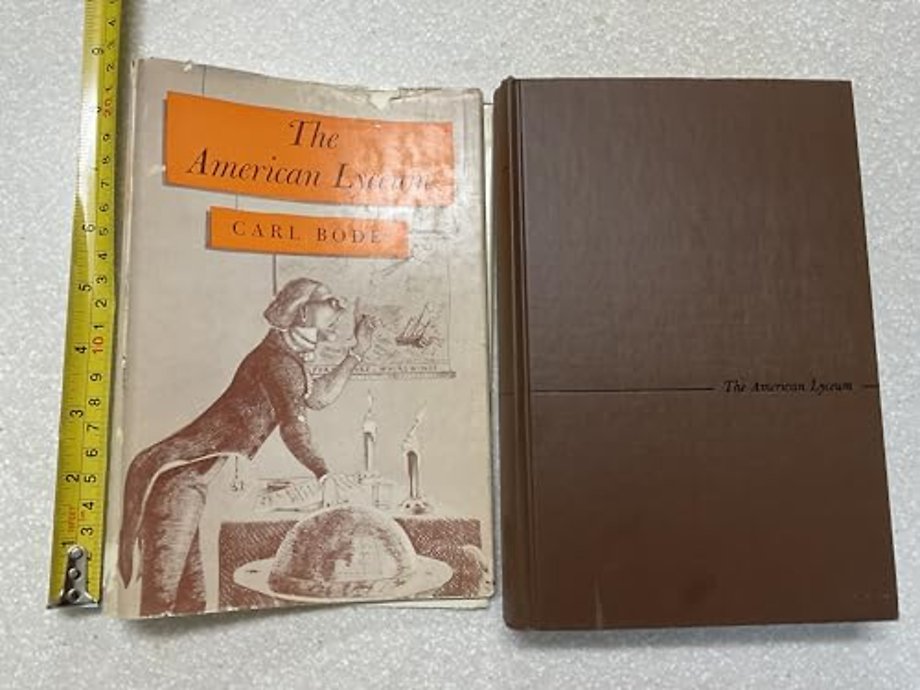 The
American Lyceum
CARL BODE
The American Lyceum